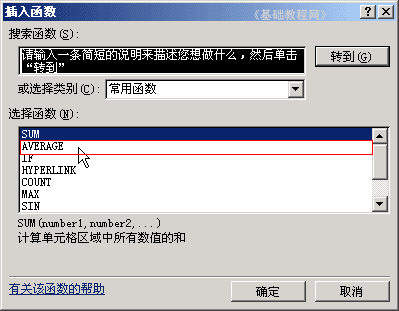 插入函数
《基础教程网》
搜索函数(S):
请输入一条简短的说明来描述您想做什么,然后单击
“转到”
转到(G)
或选择类别(C):
常用函数
选择函数(N):
SUM
AVERAGE
IF
HYPERLINK
COUNT
MAX
SIN
SUM(number1,number2,...)
计算单元格区域中所有数值的和
有关该函数的帮助
确定
取消